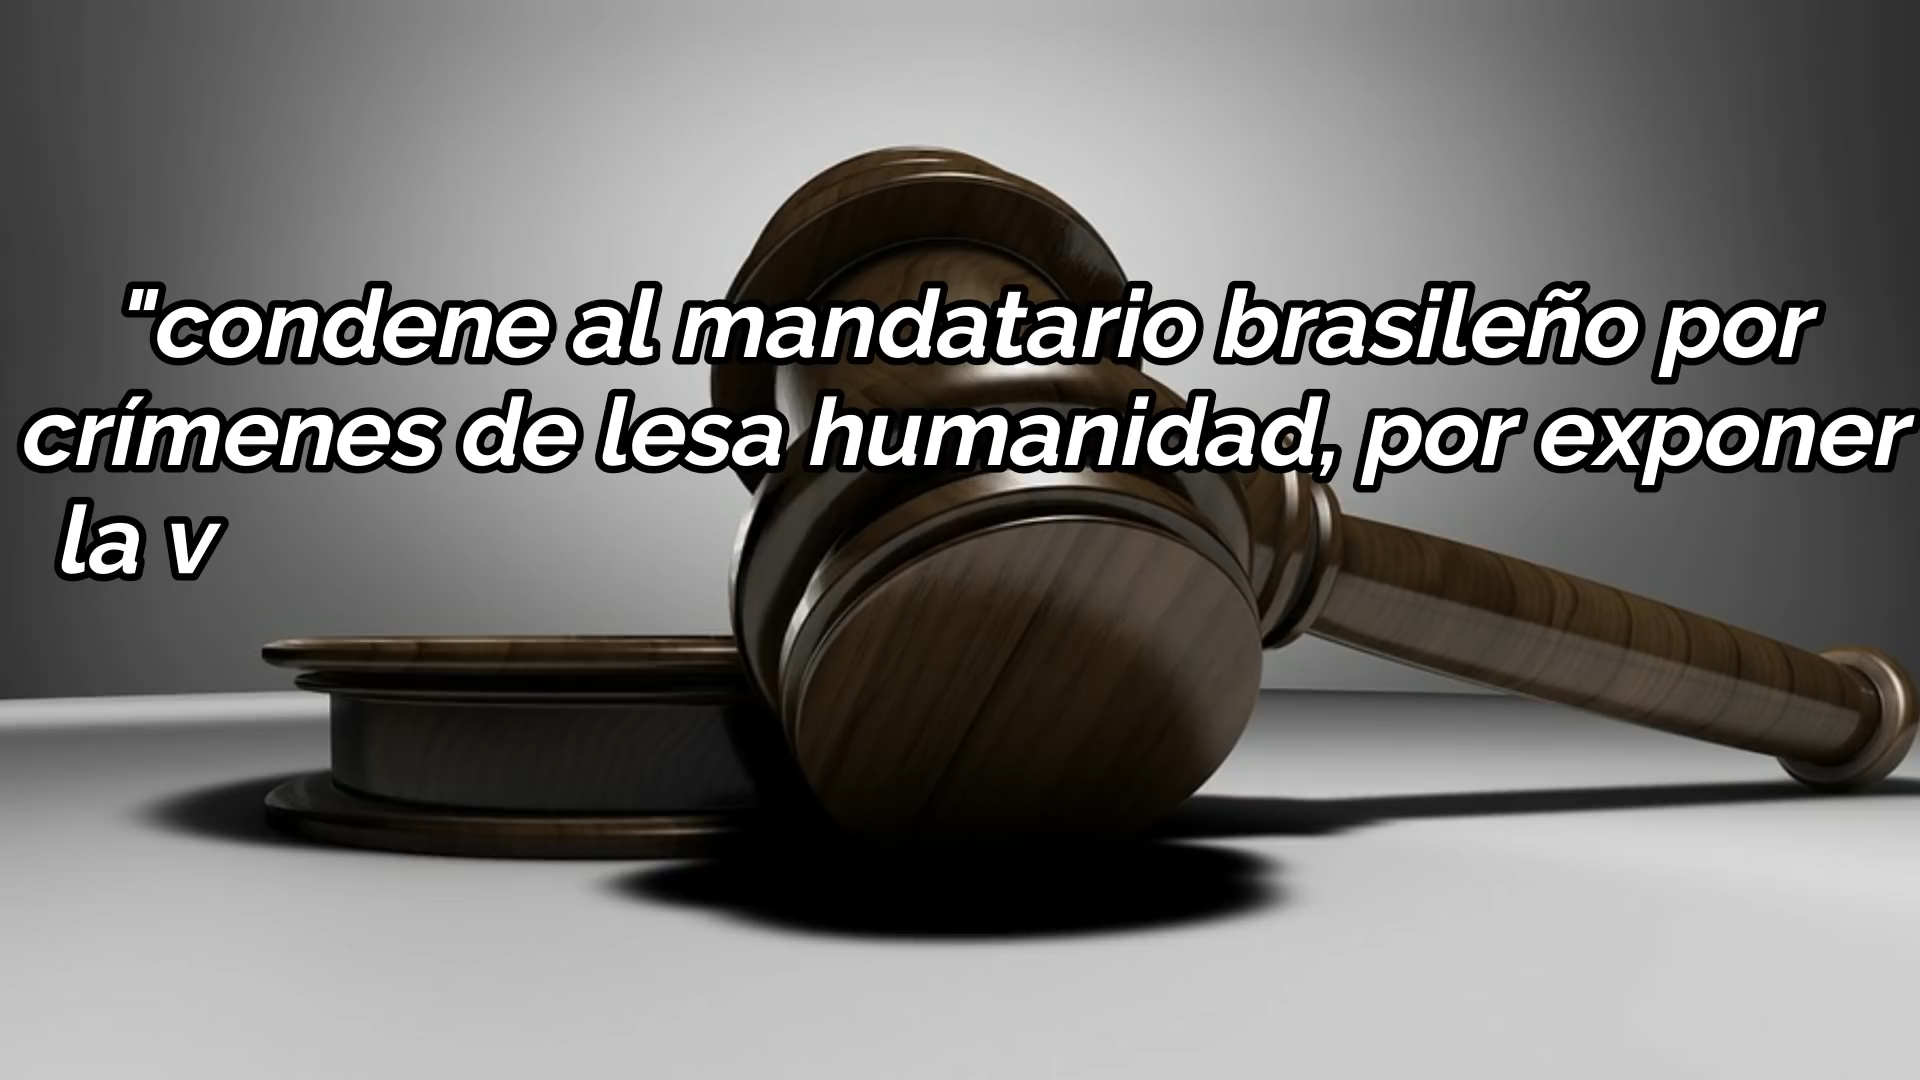 "condene al mandatario brasileño por
crímenes de lesa humanidad, por exponer
la v